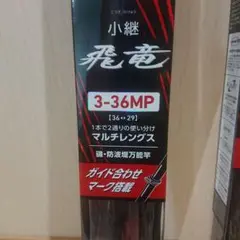 小継
飛竜
3-36MP
【36↔29】
1本で2通りの使い分け
マルチレングス
磯・防波堤万能竿
ガイド合わせ
マーク搭載